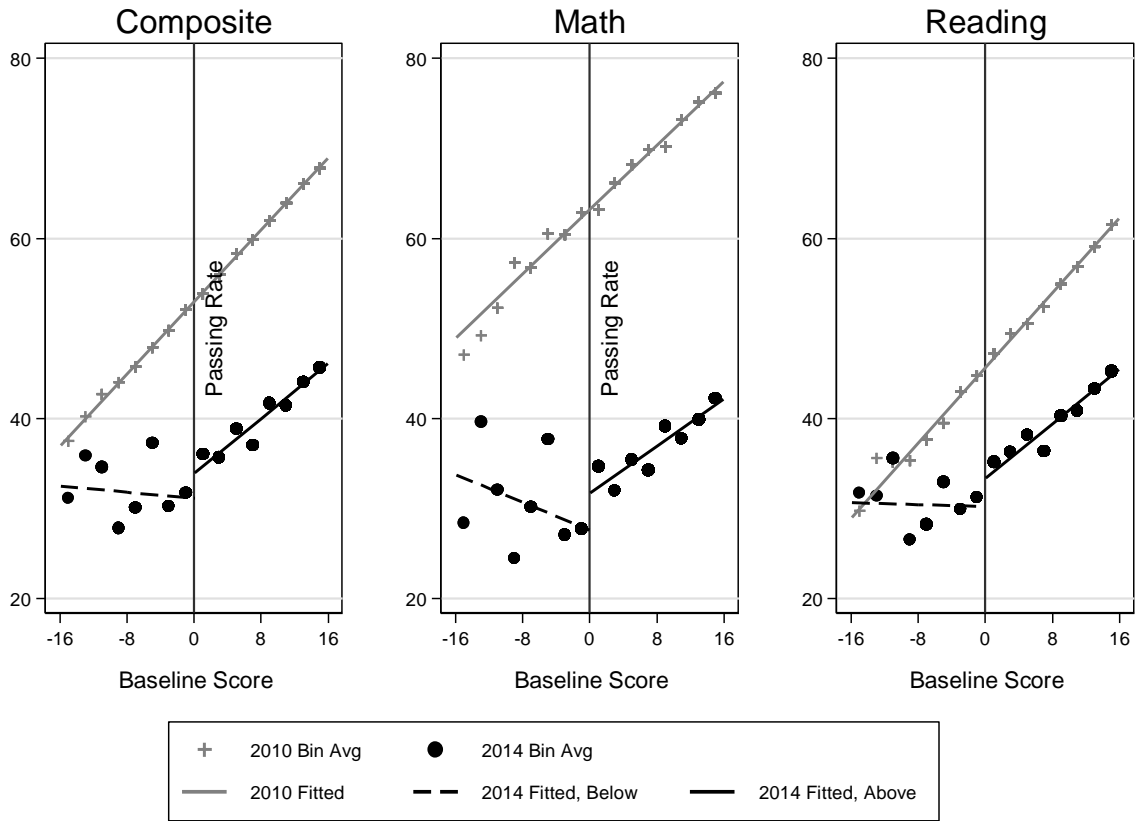 Composite
Math
Reading
80
60
40
20
-16 -8 0 8 16
Baseline Score
Passing Rate
80
60
40
20
-16 -8 0 8 16
Baseline Score
Passing Rate
80
60
40
20
-16 -8 0 8 16
Baseline Score
2010 Bin Avg
2014 Bin Avg
2010 Fitted
2014 Fitted, Below
2014 Fitted, Above